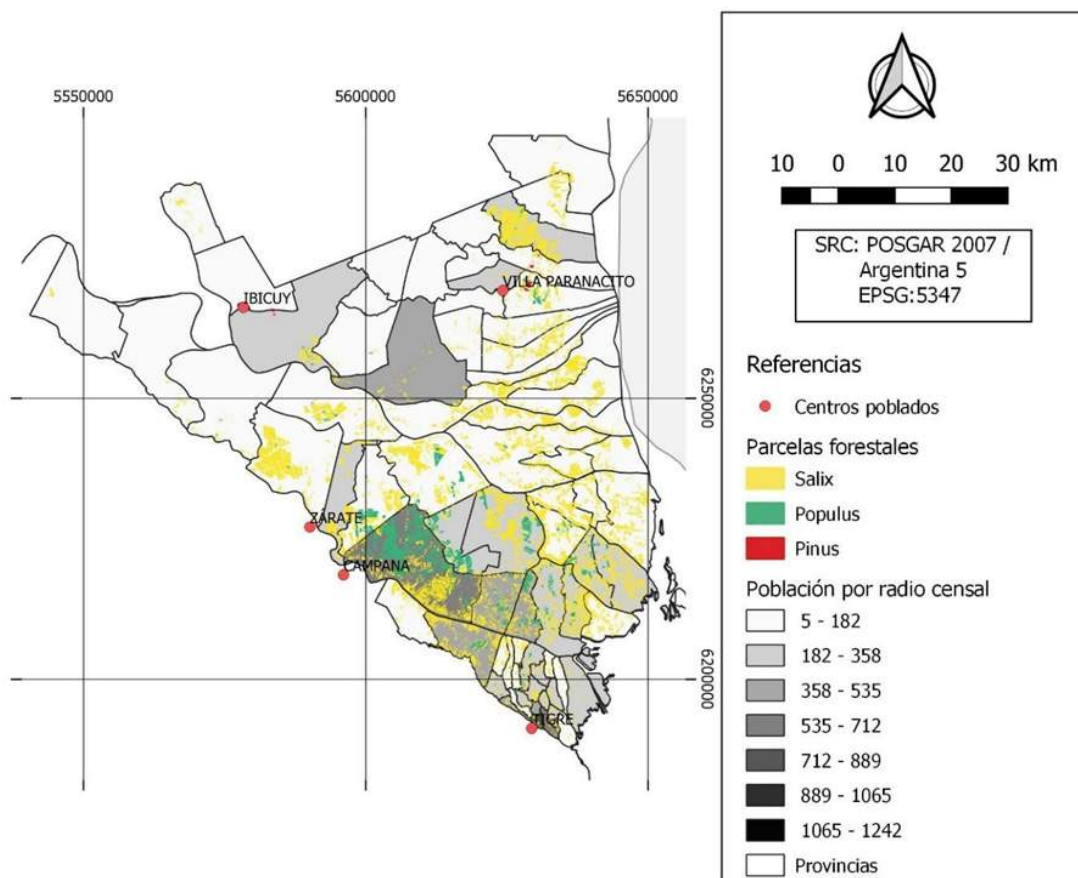 5550000
5600000
5650000
10 0 10 20 30 km
SRC: POSGAR 2007 /
Argentina 5
EPSG:5347
IBICUY
VILLA PARANACITO
6250000
ZÁRATE
CAMPANA
6200000
TIGRE
Referencias
Centros poblados
Parcelas forestales
Salix
Populus
Pinus
Población por radio censal
5 - 182
182 - 358
358 - 535
535 - 712
712 - 889
889 - 1065
1065 - 1242
Provincias